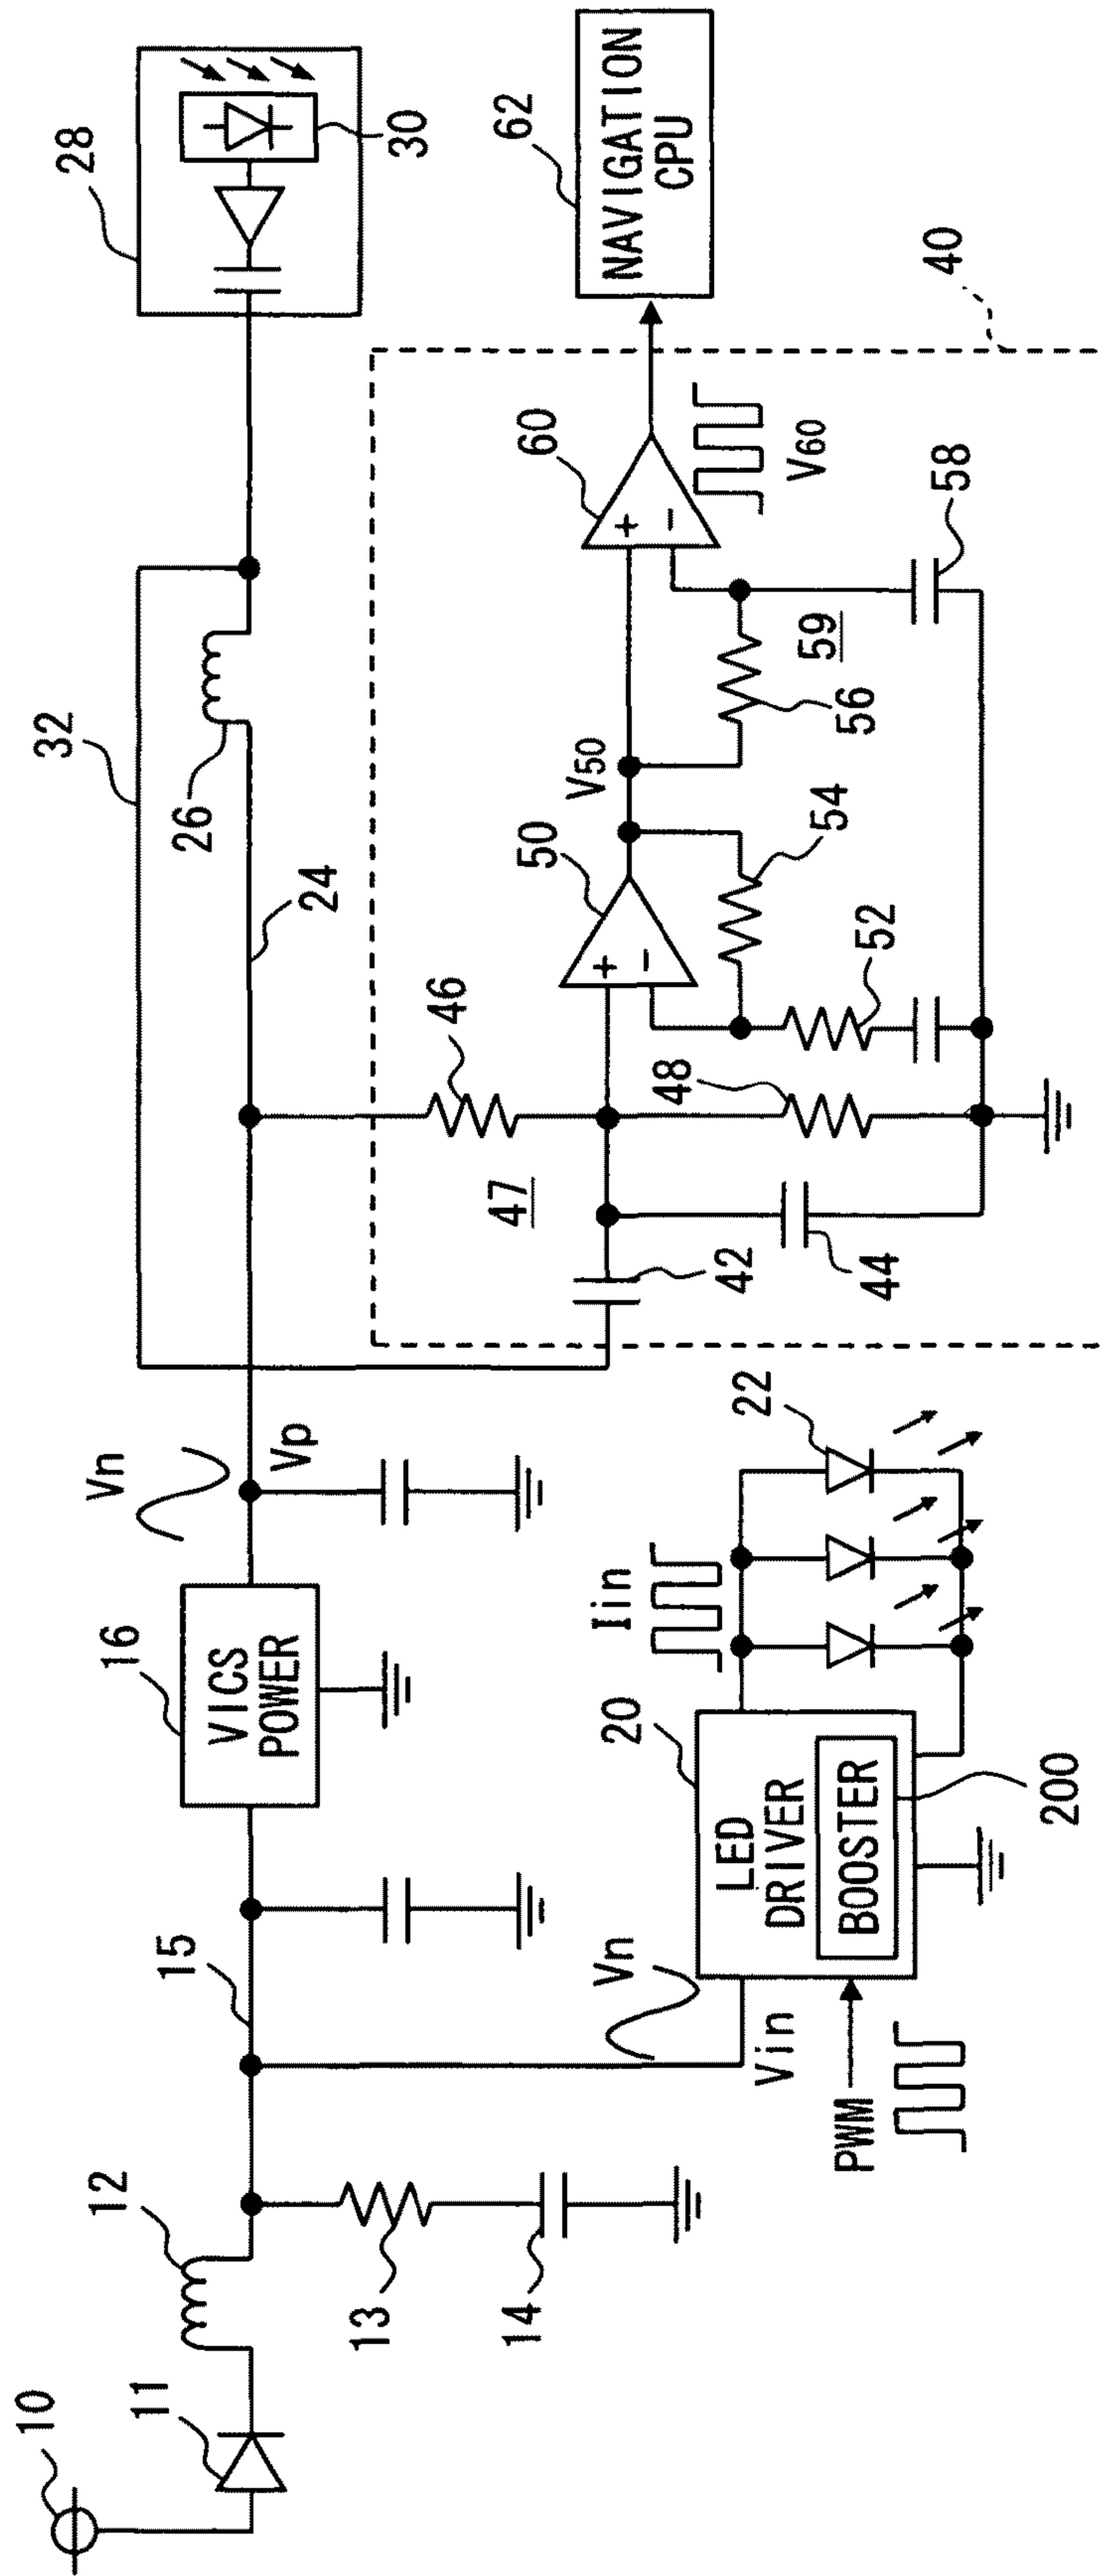 10
11
12
13
14
15
16
VICS
POWER
Vn
Vp
32
24
26
28
30
Vn
Vin
PWM
20
LED
DRIVER
BOOSTER
200
Iin
22
40
42
44
46
47
48
50
+
−
52
54
V50
56
58
59
60
+
−
V60
62
NAVIGATION
CPU